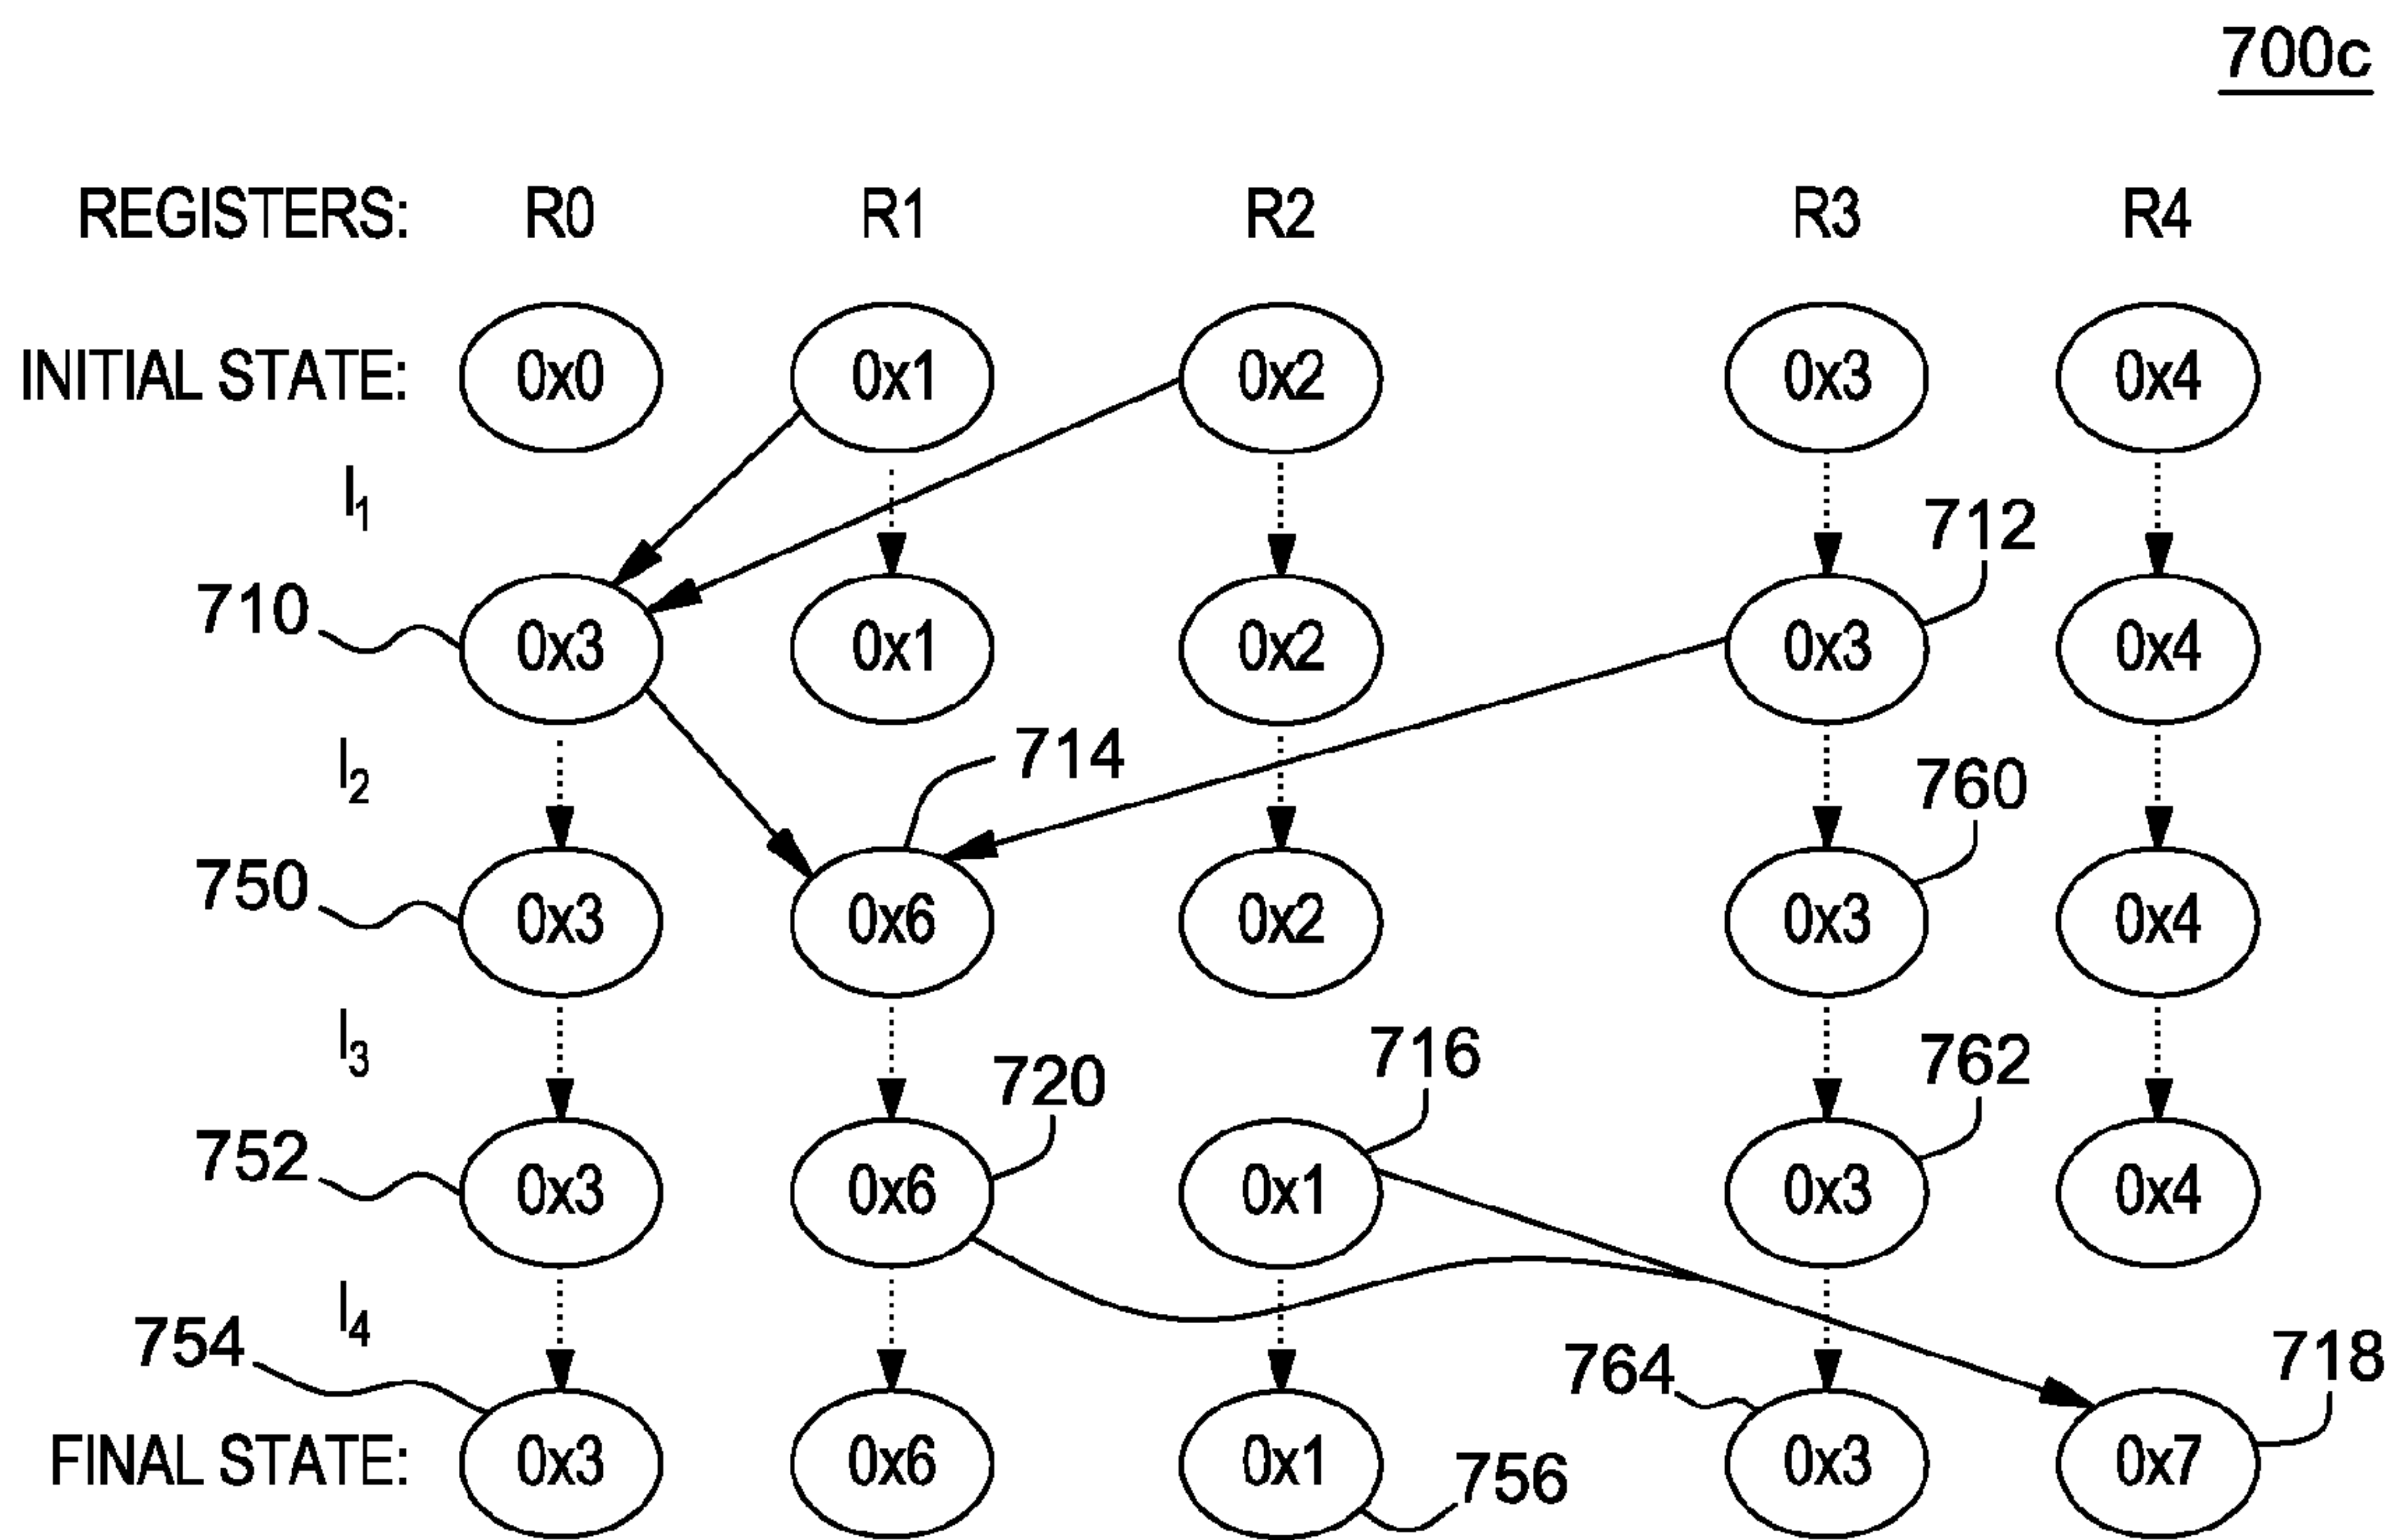 700c
REGISTERS: R0 R1 R2 R3 R4
INITIAL STATE: 0x0 0x1 0x2 0x3 0x4
I1
712
710 0x3 0x1 0x2 0x3 0x4
I2
714
760
750 0x3 0x6 0x2 0x3 0x4
I3
720 716 762
752 0x3 0x6 0x1 0x3 0x4
I4
754 764 718
FINAL STATE: 0x3 0x6 0x1 0x3 0x7
756